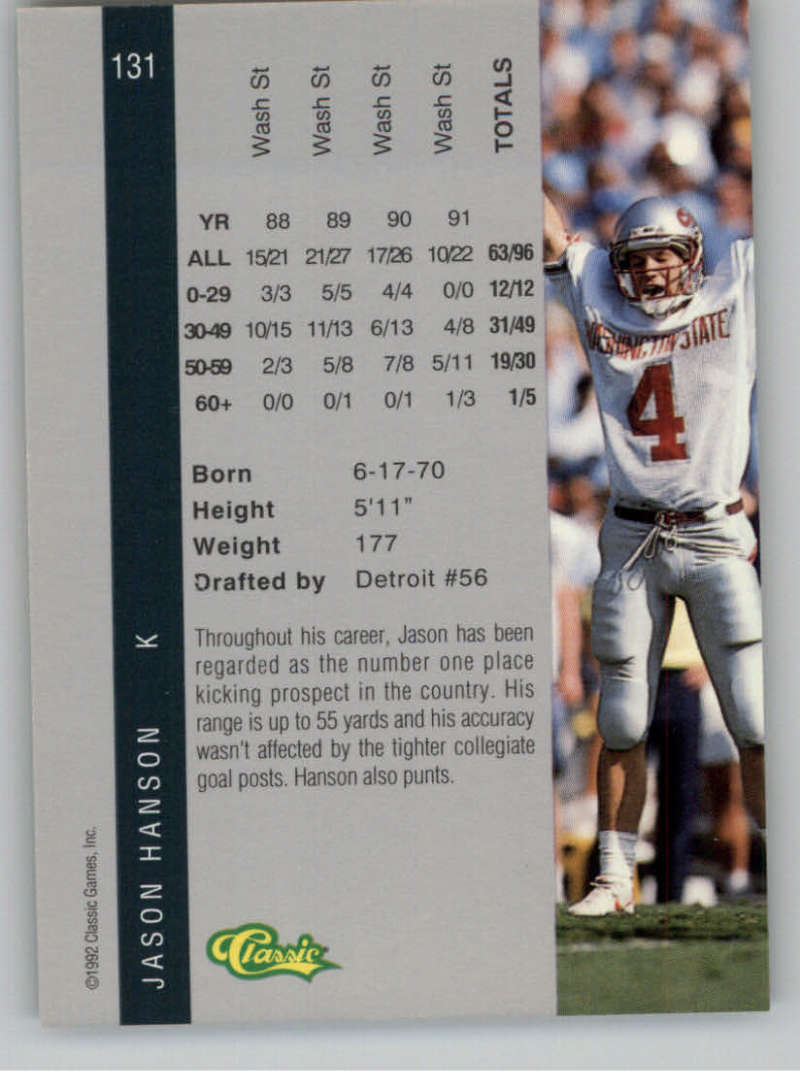 131
Wash St Wash St Wash St Wash St TOTALS
YR 88 89 90 91
ALL 15/21 21/27 17/26 10/22 63/96
0-29 3/3 5/5 4/4 0/0 12/12
30-49 10/15 11/13 6/13 4/8 31/49
50-59 2/3 5/8 7/8 5/11 19/30
60+ 0/0 0/1 0/1 1/3 1/5
Born 6-17-70
Height 5'11"
Weight 177
Drafted by Detroit #56
Throughout his career, Jason has been
regarded as the number one place
kicking prospect in the country. His
range is up to 55 yards and his accuracy
wasn't affected by the tighter collegiate
goal posts. Hanson also punts.
JASON HANSON K
©1992 Classic Games, Inc.
Classic
WASHINGTON STATE
4